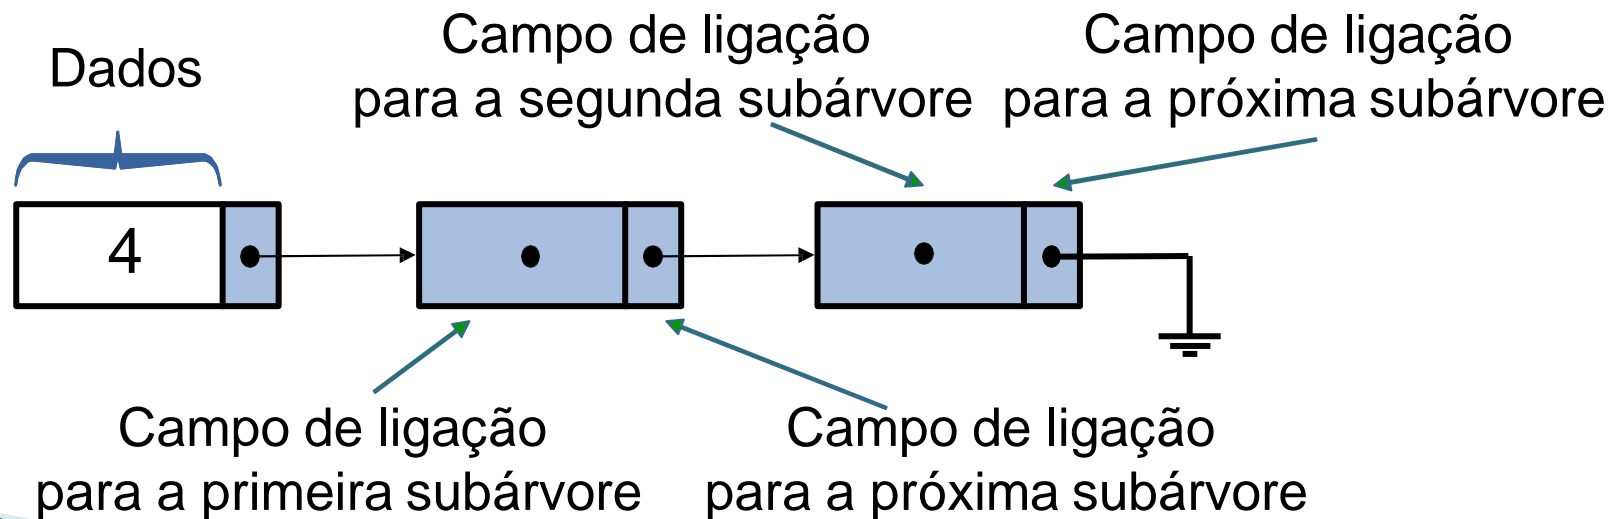 Dados
Campo de ligação
para a segunda subárvore
Campo de ligação
para a próxima subárvore
4
Campo de ligação
para a primeira subárvore
Campo de ligação
para a próxima subárvore